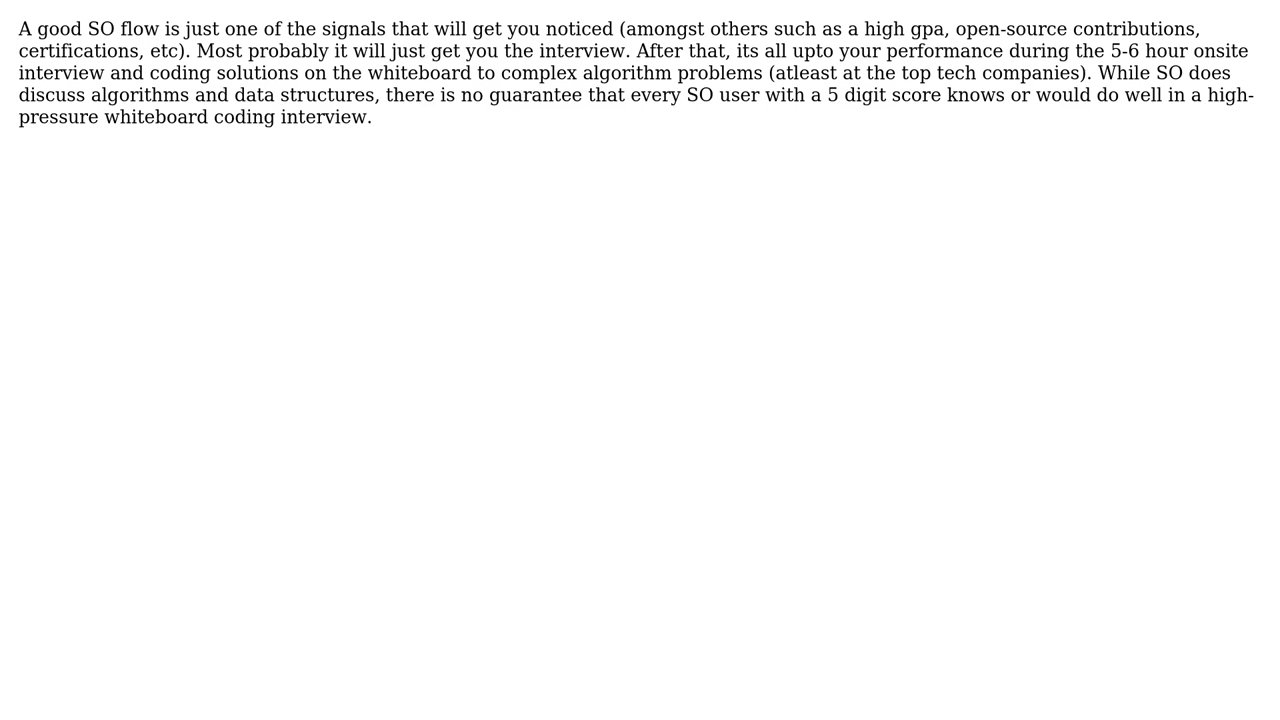 A good SO flow is just one of the signals that will get you noticed (amongst others such as a high gpa, open-source contributions,
certifications, etc). Most probably it will just get you the interview. After that, its all upto your performance during the 5-6 hour onsite
interview and coding solutions on the whiteboard to complex algorithm problems (atleast at the top tech companies). While SO does
discuss algorithms and data structures, there is no guarantee that every SO user with a 5 digit score knows or would do well in a high-
pressure whiteboard coding interview.